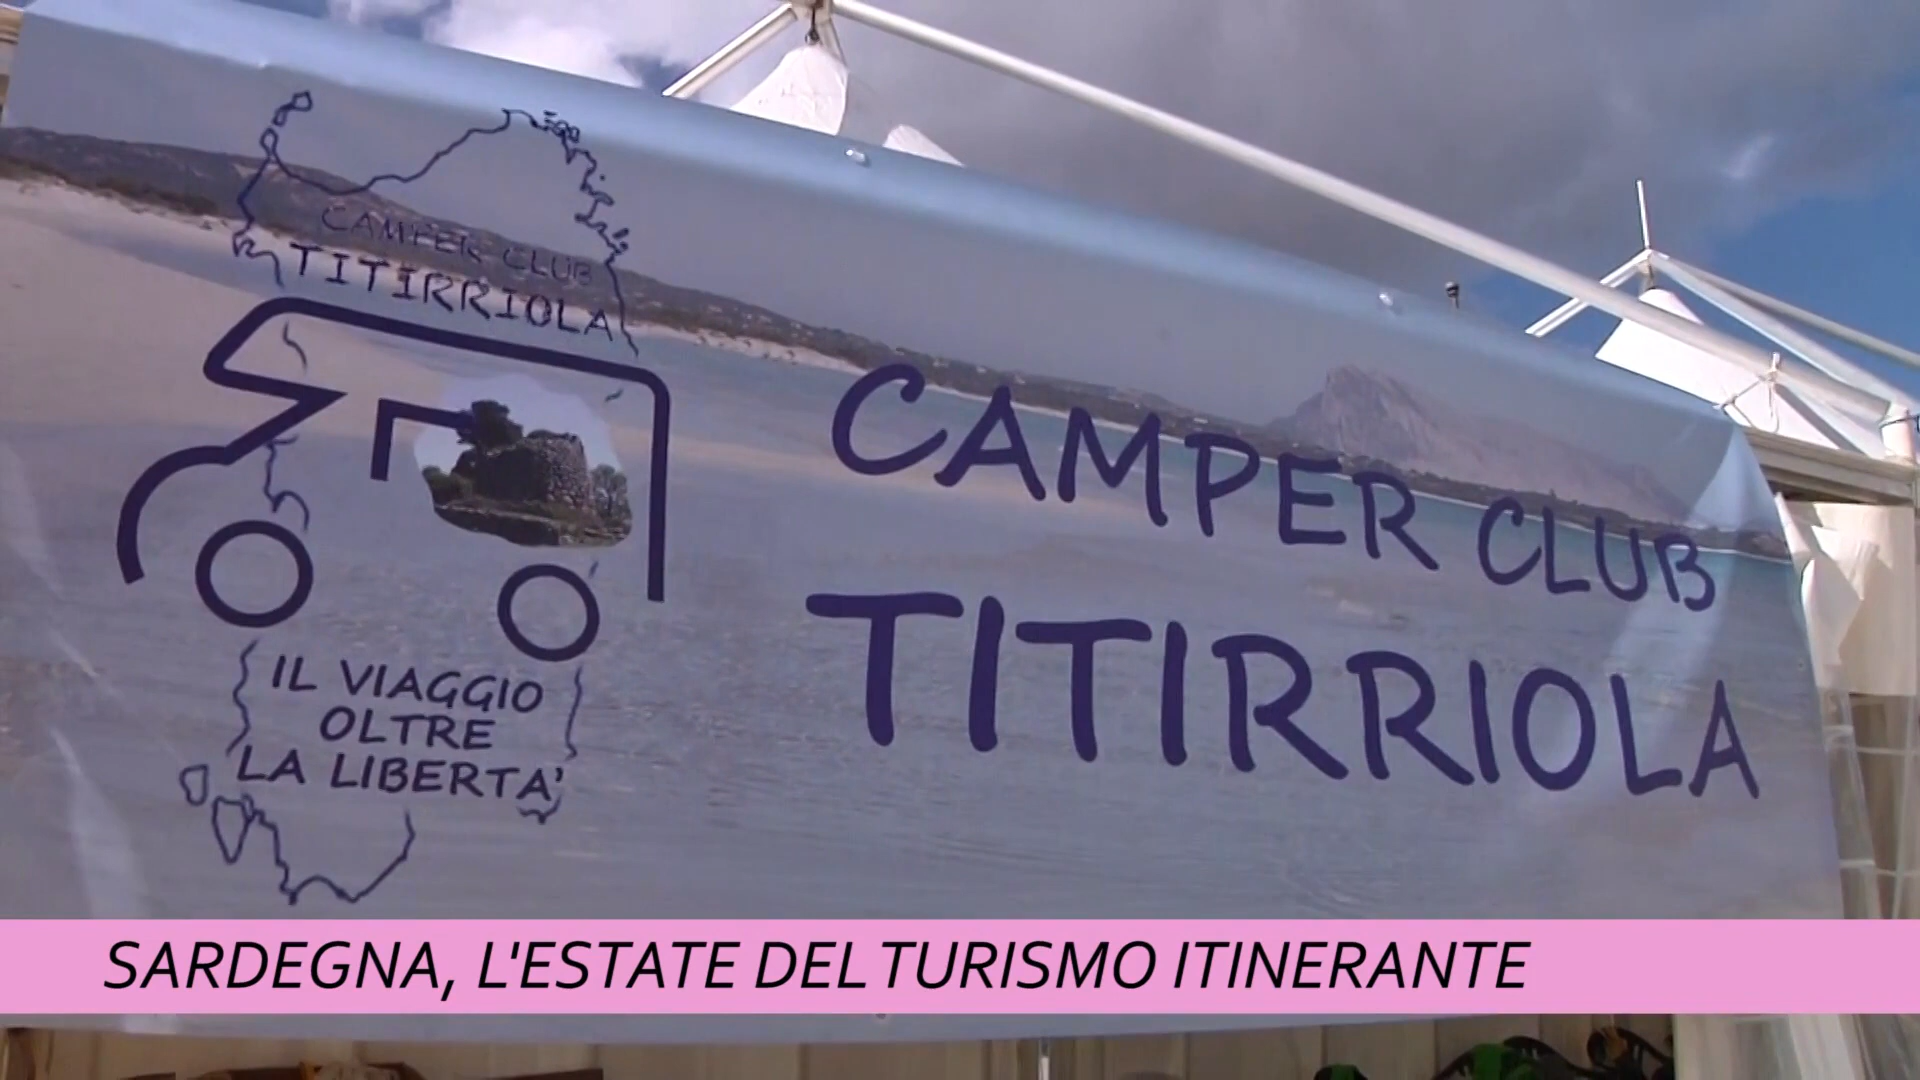 CAMPER CLUB
TITIRRIOLA
IL VIAGGIO
OLTRE
LA LIBERTA'
CAMPER CLUB
TITIRRIOLA
SARDEGNA, L'ESTATE DEL TURISMO ITINERANTE